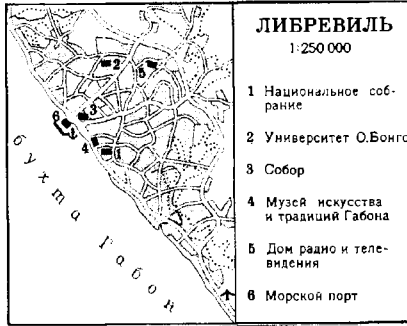 ЛИБРЕВИЛЬ
1:250 000
1 Национальное соб-
рание
2 Университет О.Бонго
3 Собор
4 Музей искусства
и традиций Габона
5 Дом радио и теле-
видения
6 Морской порт
2
5
3
6
1
4
бухта Габон